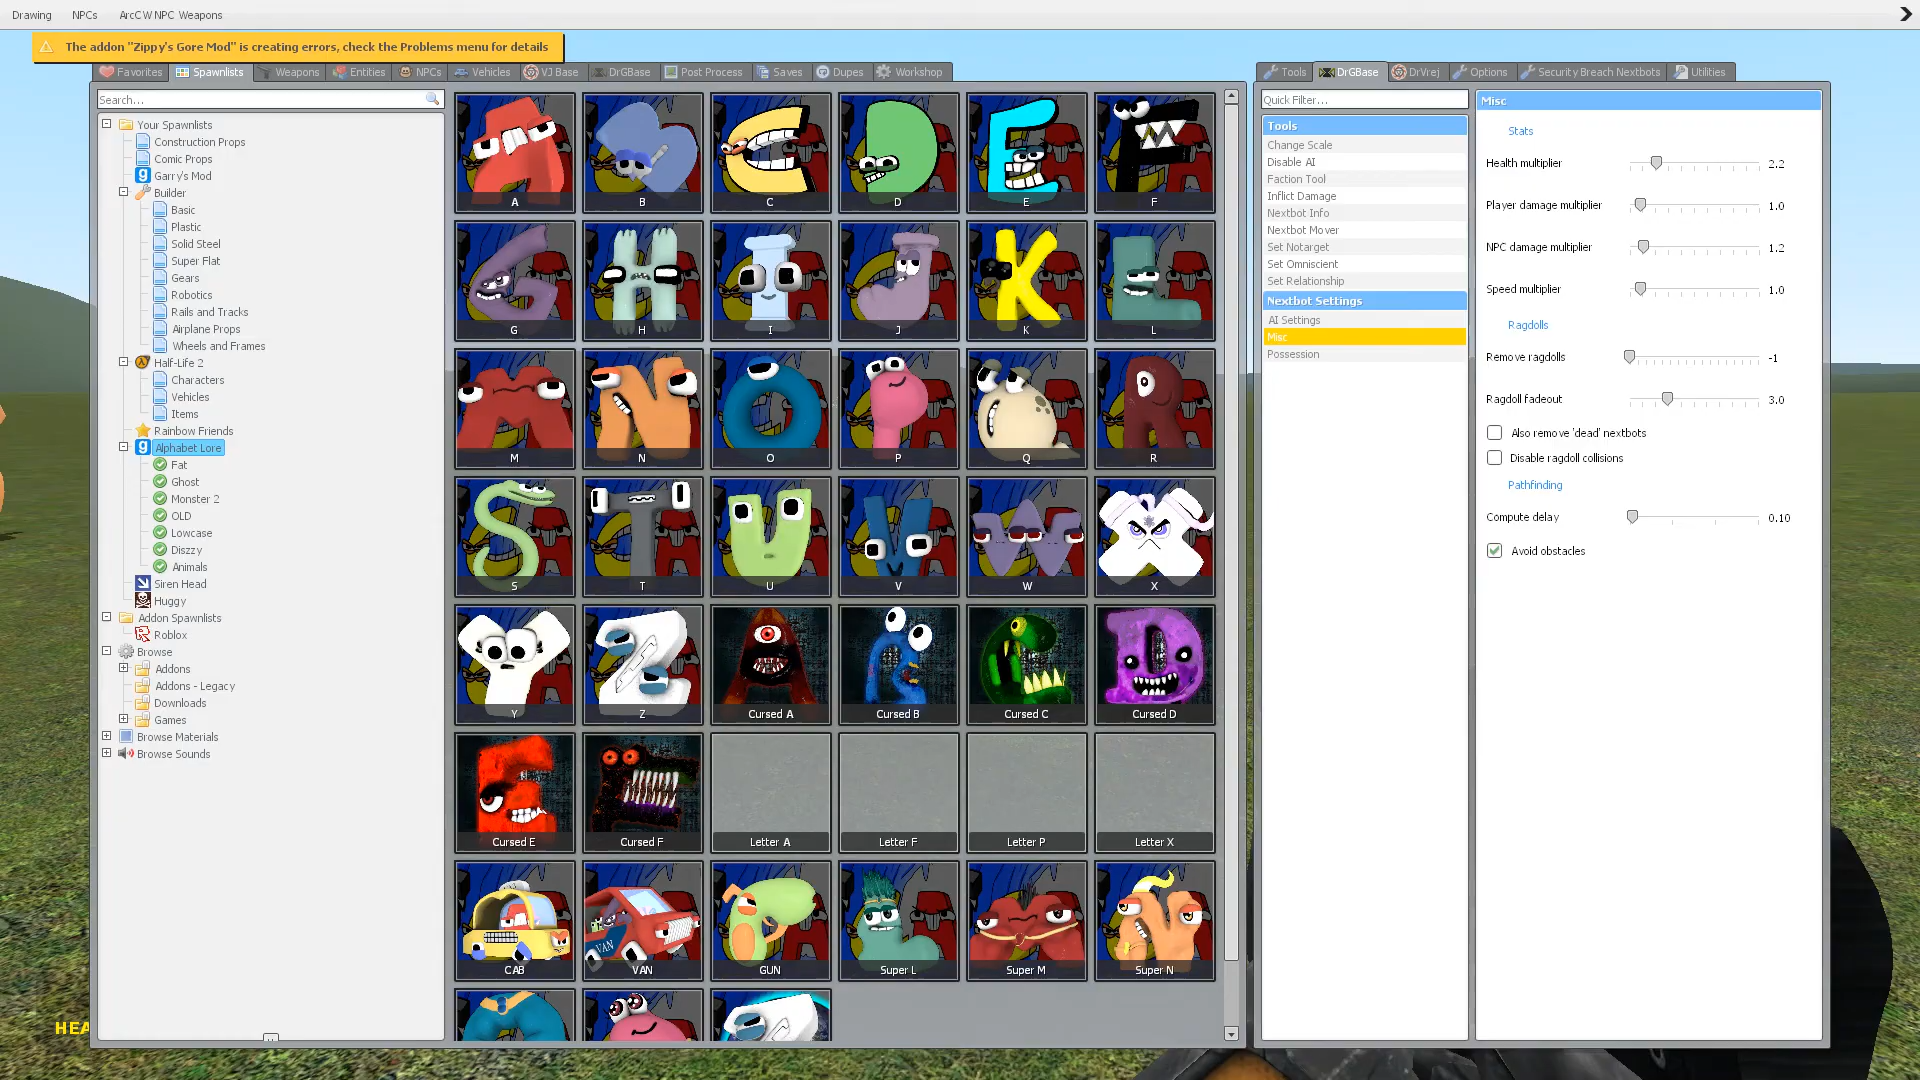 Drawing NPCs ArcCW NPC Weapons
The addon "Zippy's Gore Mod" is creating errors, check the Problems menu for details
Favorites Spawnlists Weapons Entities NPCs Vehicles VJ Base DrGBase Post Process Saves Dupes Workshop
Search...
Your Spawnlists
Construction Props
Comic Props
Garry's Mod
Builder
Basic
Plastic
Solid Steel
Super Flat
Gears
Robotics
Rails and Tracks
Airplane Props
Wheels and Frames
Half-Life 2
Characters
Vehicles
Items
Rainbow Friends
Alphabet Lore
Fat
Ghost
Monster 2
OLD
Lowcase
Diszzy
Animals
Siren Head
Huggy
Addon Spawnlists
Roblox
Browse
Addons
Addons - Legacy
Downloads
Games
Browse Materials
Browse Sounds
A B C D E F
G H I J K L
M N O P Q R
S T U V W X
Y Z Cursed A Cursed B Cursed C Cursed D
Cursed E Cursed F Letter A Letter F Letter P Letter X
VAN
CAB VAN GUN Super L Super M Super N
HEA
Tools DrGBase DrVrej Options Security Breach Nextbots Utilities
Quick Filter...
Tools
Change Scale
Disable AI
Faction Tool
Inflict Damage
Nextbot Info
Nextbot Mover
Set Notarget
Set Omniscient
Set Relationship
Nextbot Settings
AI Settings
Misc
Possession
Misc
Stats
Health multiplier 2.2
Player damage multiplier 1.0
NPC damage multiplier 1.2
Speed multiplier 1.0
Ragdolls
Remove ragdolls -1
Ragdoll fadeout 3.0
Also remove 'dead' nextbots
Disable ragdoll collisions
Pathfinding
Compute delay 0.10
Avoid obstacles